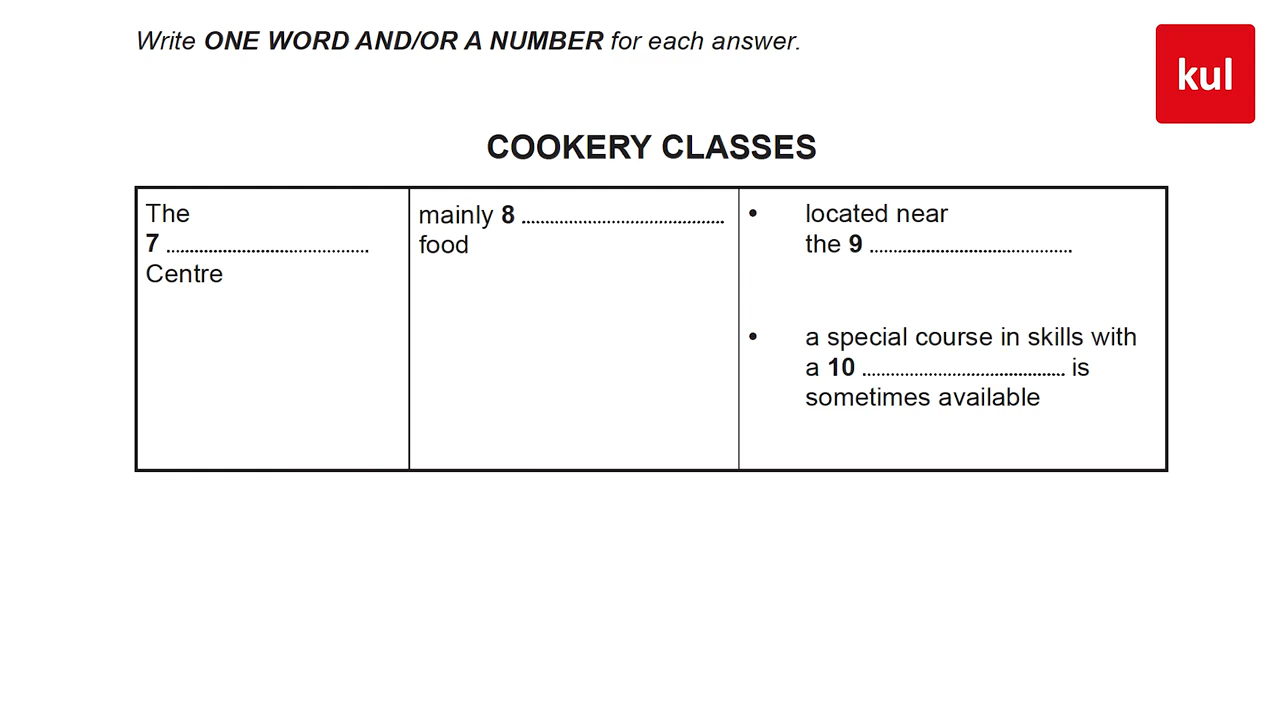 Write ONE WORD AND/OR A NUMBER for each answer.
kul
COOKERY CLASSES
The
7 ........................................
Centre
mainly 8 ........................................
food
• located near
the 9 ........................................
• a special course in skills with
a 10 ........................................ is
sometimes available